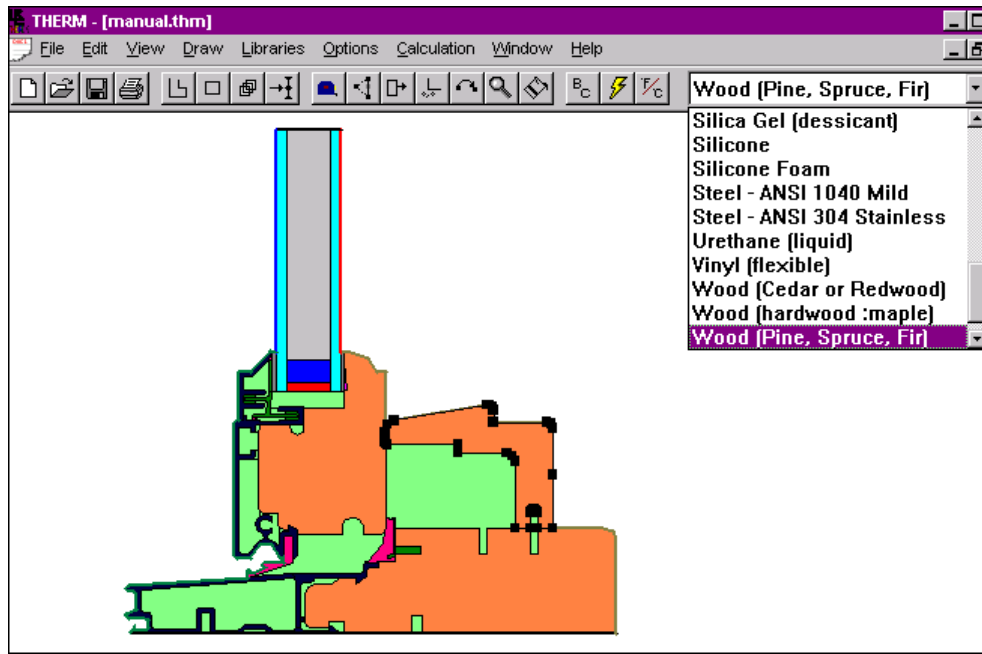 THERM - [manual.thm]
File Edit View Draw Libraries Options Calculation Window Help
BC °F/C Wood (Pine, Spruce, Fir)
Silica Gel (dessicant)
Silicone
Silicone Foam
Steel - ANSI 1040 Mild
Steel - ANSI 304 Stainless
Urethane (liquid)
Vinyl (flexible)
Wood (Cedar or Redwood)
Wood (hardwood :maple)
Wood (Pine, Spruce, Fir)